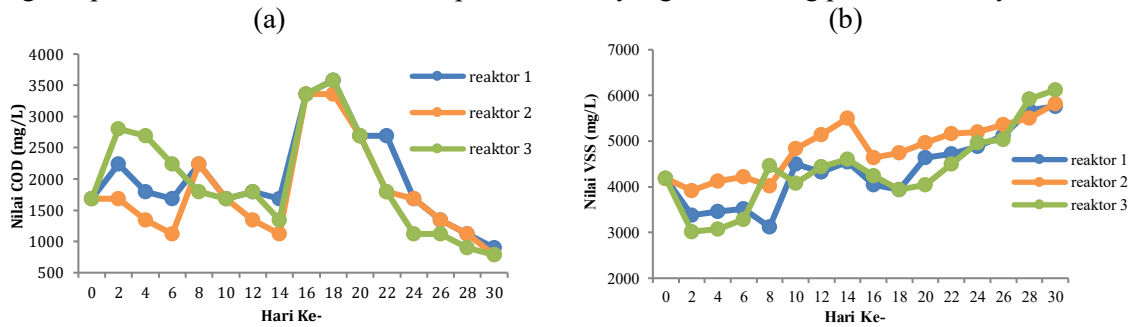 (a)
(b)
Nilai COD (mg/L)
4000
3500
3000
2500
2000
1500
1000
500
0 2 4 6 8 10 12 14 16 18 20 22 24 26 28 30
Hari Ke-
reaktor 1
reaktor 2
reaktor 3
Nilai VSS (mg/L)
7000
6000
5000
4000
3000
2000
0 2 4 6 8 10 12 14 16 18 20 22 24 26 28 30
Hari Ke-
reaktor 1
reaktor 2
reaktor 3